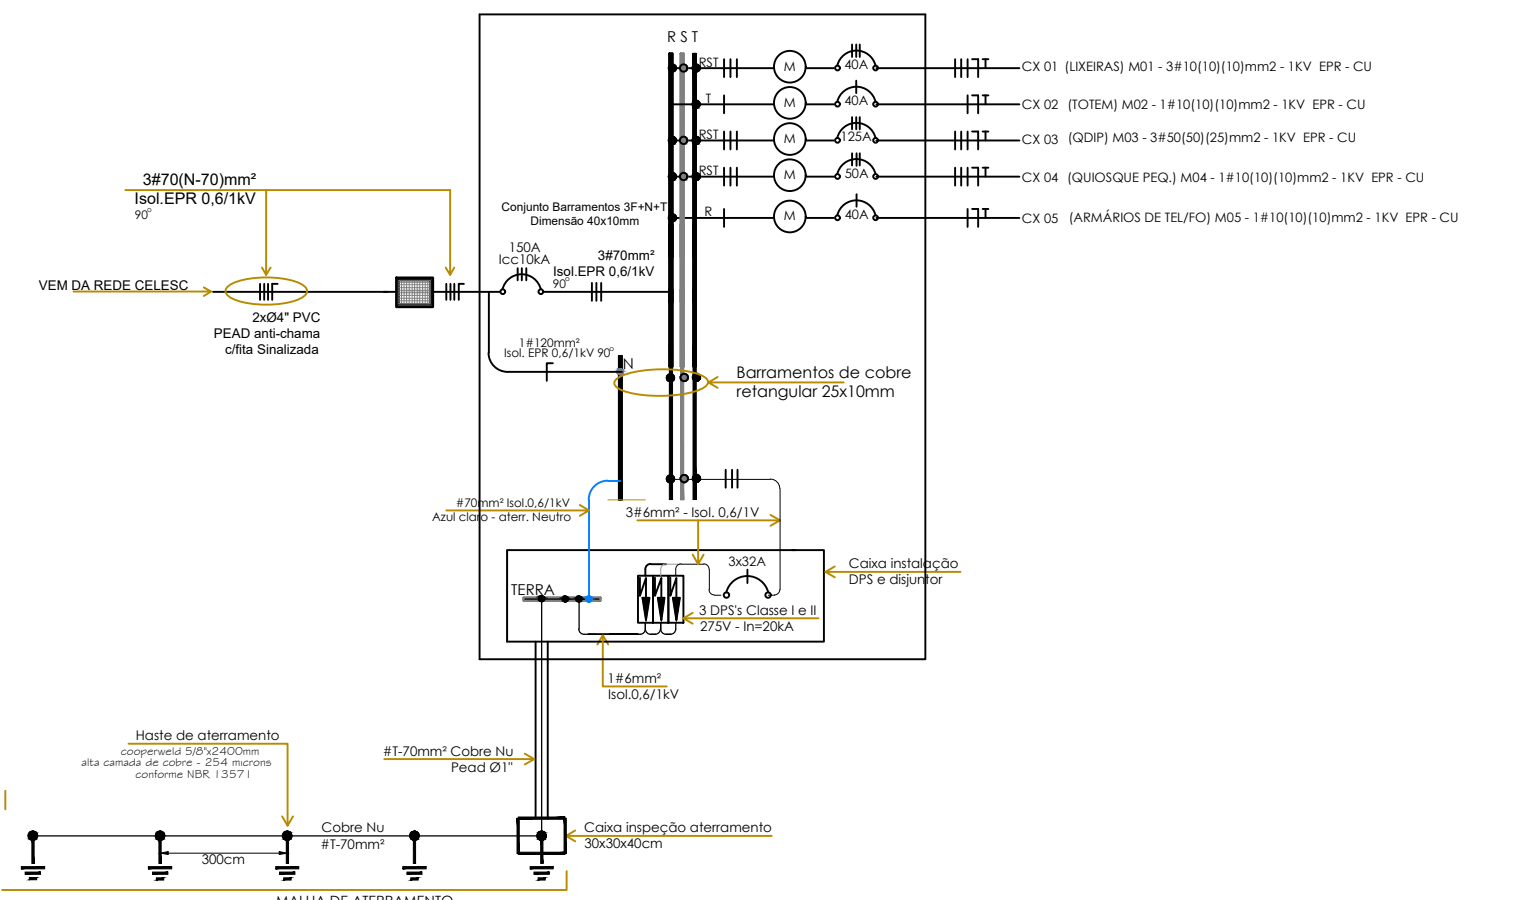 R S T
RST
M
40A
CX 01 (LIXEIRAS) M01 - 3#10(10)(10)mm2 - 1KV EPR - CU
T
M
40A
CX 02 (TOTEM) M02 - 1#10(10)(10)mm2 - 1KV EPR - CU
RST
M
125A
CX 03 (QDIP) M03 - 3#50(50)(25)mm2 - 1KV EPR - CU
RST
M
50A
CX 04 (QUIOSQUE PEQ.) M04 - 1#10(10)(10)mm2 - 1KV EPR - CU
R
M
40A
CX 05 (ARMÁRIOS DE TEL/FO) M05 - 1#10(10)(10)mm2 - 1KV EPR - CU
3#70(N-70)mm²
Isol.EPR 0,6/1kV
90°
Conjunto Barramentos 3F+N+T
Dimensão 40x10mm
150A
Icc10kA
3#70mm²
Isol.EPR 0,6/1kV
90°
VEM DA REDE CELESC
2xØ4" PVC
PEAD anti-chama
c/fita Sinalizada
1#120mm²
Isol. EPR 0,6/1kV 90°
N
Barramentos de cobre
retangular 25x10mm
#70mm² Isol.0,6/1kV
Azul claro - aterr. Neutro
3#6mm² - Isol. 0,6/1V
3x32A
Caixa instalação
DPS e disjuntor
TERRA
3 DPS's Classe I e II
275V - In=20kA
1#6mm²
Isol.0,6/1kV
Haste de aterramento
cooperweld 5/8"x2400mm
alta camada de cobre - 254 microns
conforme NBR 13571
#T-70mm² Cobre Nu
Pead Ø1"
Cobre Nu
#T-70mm²
300cm
Caixa inspeção aterramento
30x30x40cm
MALHA DE ATERRAMENTO